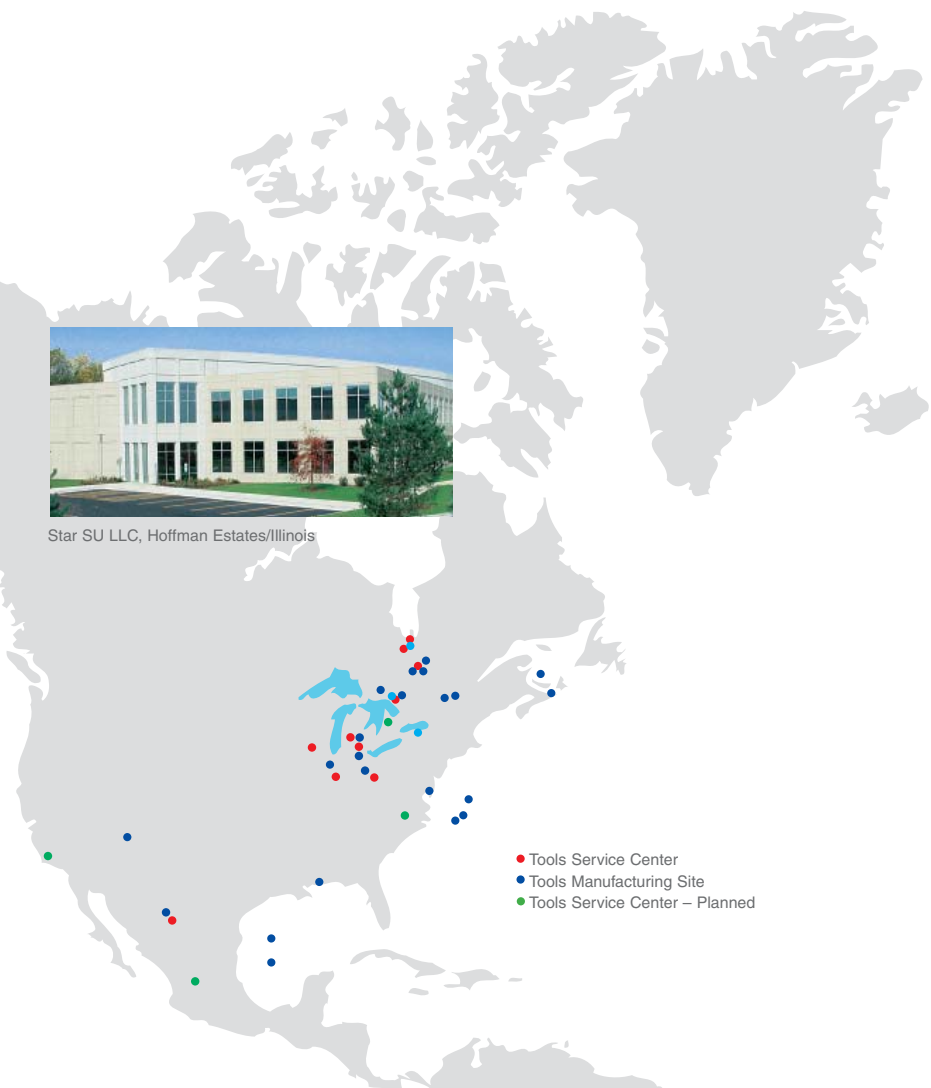 Star SU LLC, Hoffman Estates/Illinois
Tools Service Center
Tools Manufacturing Site
Tools Service Center – Planned